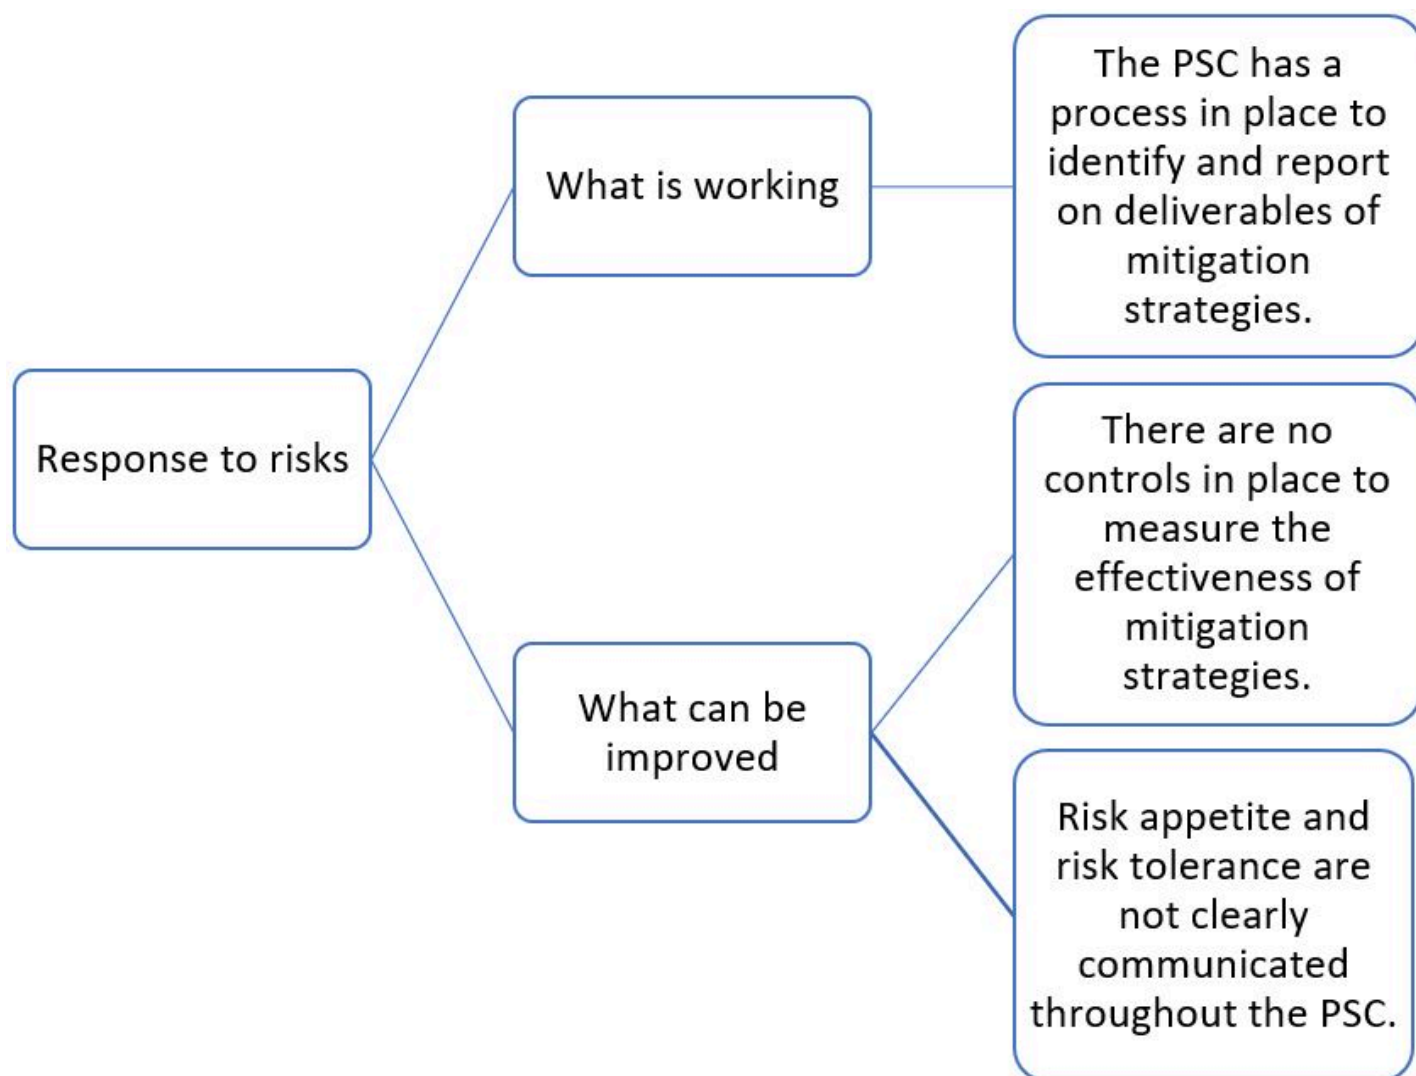 Response to risks
What is working
The PSC has a
process in place to
identify and report
on deliverables of
mitigation
strategies.
What can be
improved
There are no
controls in place to
measure the
effectiveness of
mitigation
strategies.
Risk appetite and
risk tolerance are
not clearly
communicated
throughout the PSC.